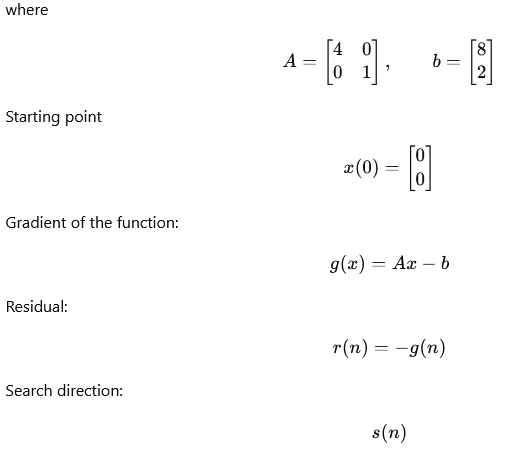 where
A = [4 0
0 1], b = [8
2]
Starting point
x(0) = [0
0]
Gradient of the function:
g(x) = Ax − b
Residual:
r(n) = −g(n)
Search direction:
s(n)